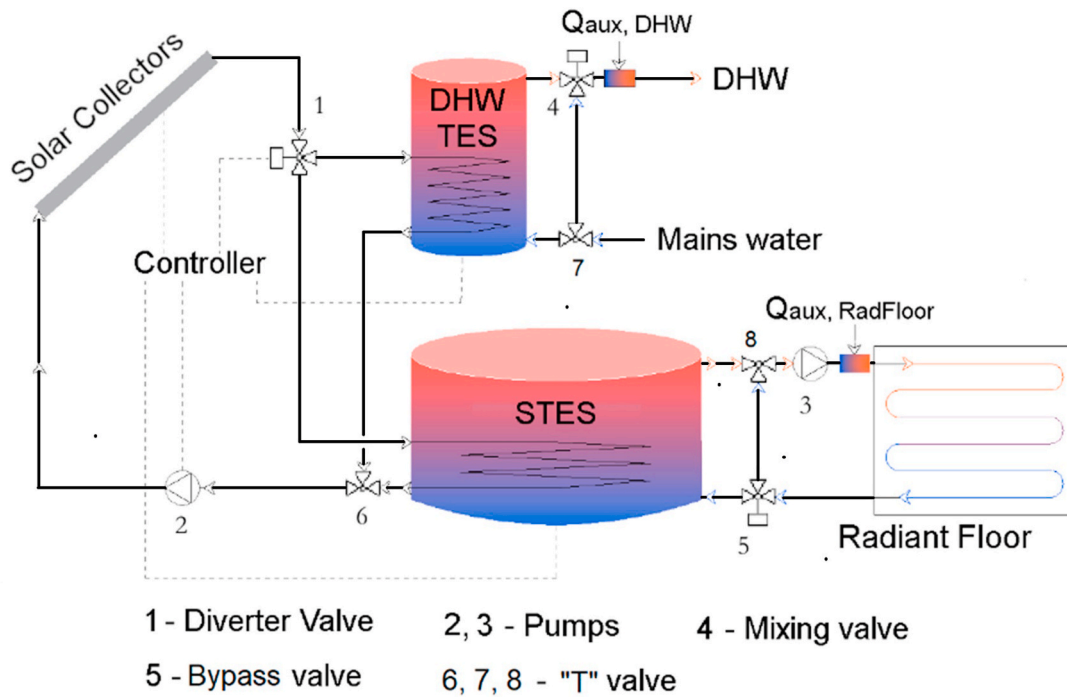 Qaux, DHW
Solar Collectors
1
DHW
TES
4
DHW
Controller
7
Mains water
Qaux, RadFloor
8
3
STES
2
6
5
Radiant Floor
1 - Diverter Valve
2, 3 - Pumps
4 - Mixing valve
5 - Bypass valve
6, 7, 8 - "T" valve